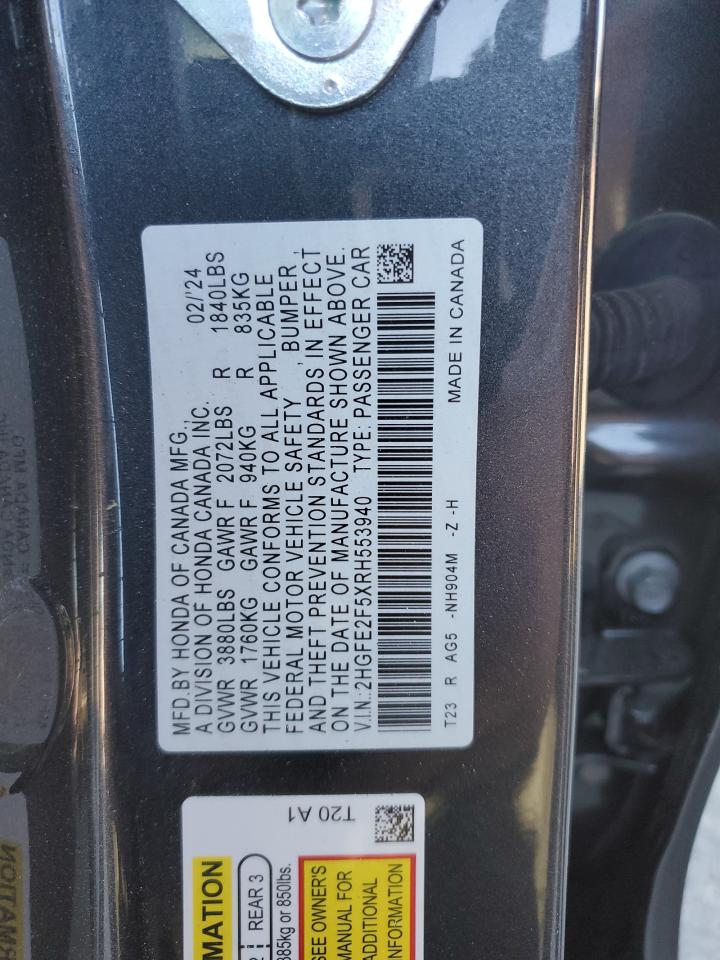 MFD.BY HONDA OF CANADA MFG., 02/'24
A DIVISION OF HONDA CANADA INC.
GVWR 3880LBS GAWR F 2072LBS R 1840LBS
GVWR 1760KG GAWR F 940KG R 835KG
THIS VEHICLE CONFORMS TO ALL APPLICABLE
FEDERAL MOTOR VEHICLE SAFETY , BUMPER ,
AND THEFT PREVENTION STANDARDS IN EFFECT
ON THE DATE OF MANUFACTURE SHOWN ABOVE.
V.I.N.:2HGFE2F5XRH553940 TYPE: PASSENGER CAR
T23 R AG5 -NH904M -Z -H MADE IN CANADA
T20 A1
MATION
2 REAR 3
385kg or 850lbs.
SEE OWNER'S
MANUAL FOR
ADDITIONAL
INFORMATION